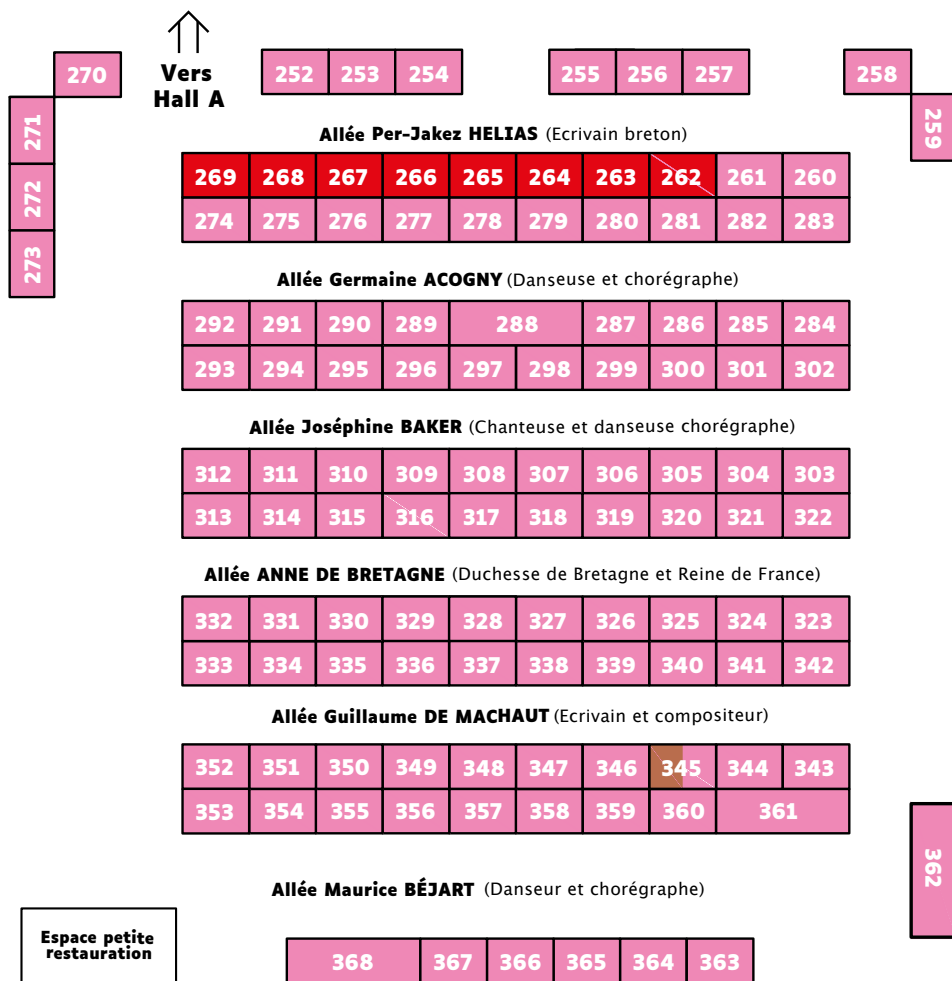 Vers
Hall A
270 252 253 254 255 256 257 258
271
272
273
259
Allée Per-Jakez HELIAS (Ecrivain breton)
269 268 267 266 265 264 263 262 261 260
274 275 276 277 278 279 280 281 282 283
Allée Germaine ACOGNY (Danseuse et chorégraphe)
292 291 290 289 288 287 286 285 284
293 294 295 296 297 298 299 300 301 302
Allée Joséphine BAKER (Chanteuse et danseuse chorégraphe)
312 311 310 309 308 307 306 305 304 303
313 314 315 316 317 318 319 320 321 322
Allée ANNE DE BRETAGNE (Duchesse de Bretagne et Reine de France)
332 331 330 329 328 327 326 325 324 323
333 334 335 336 337 338 339 340 341 342
Allée Guillaume DE MACHAUT (Ecrivain et compositeur)
352 351 350 349 348 347 346 345 344 343
353 354 355 356 357 358 359 360 361
362
Allée Maurice BÉJART (Danseur et chorégraphe)
Espace petite
restauration
368 367 366 365 364 363